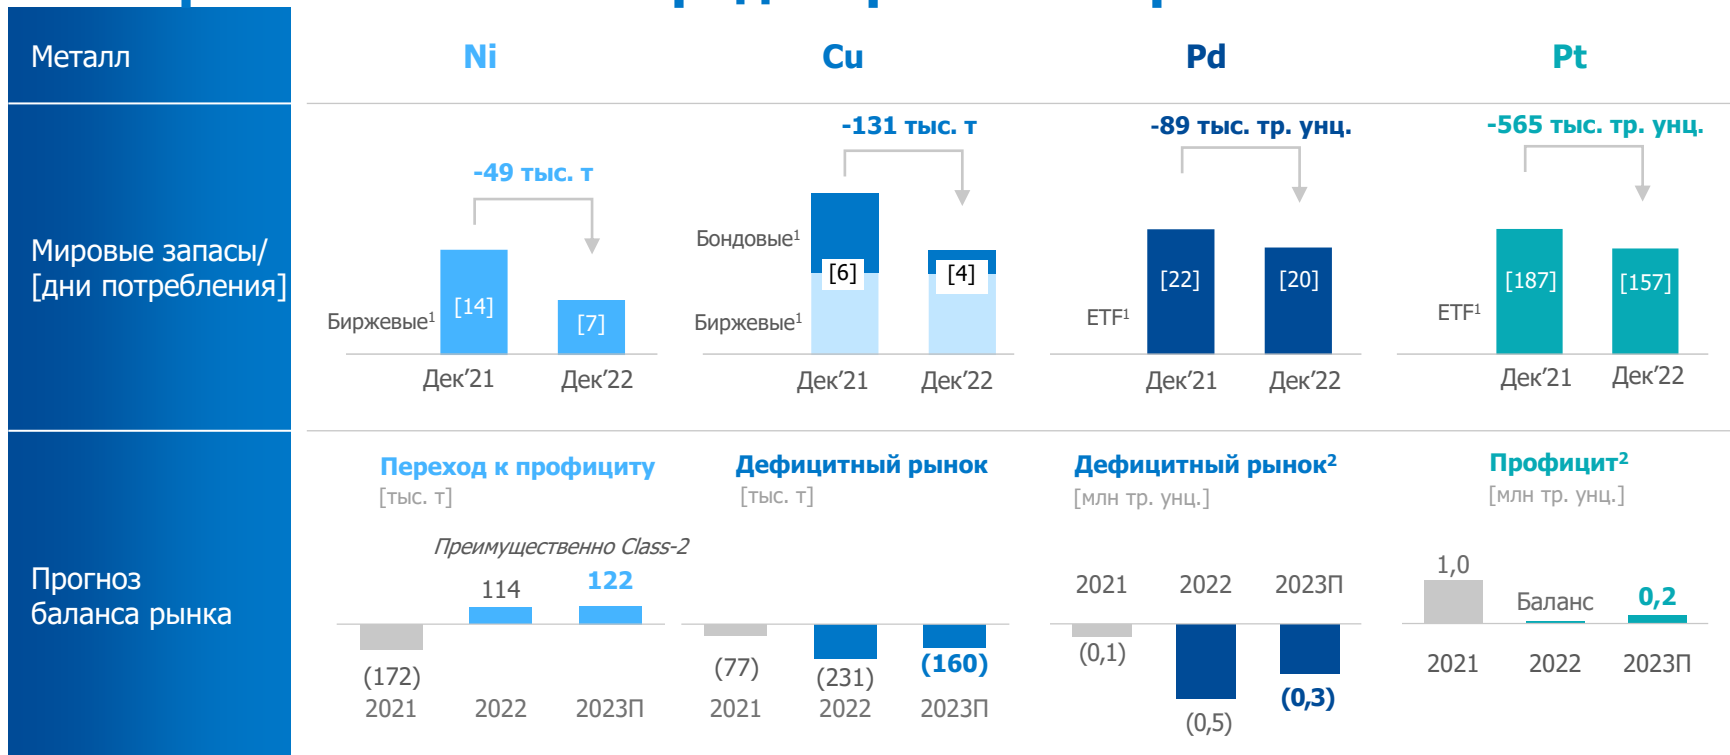 Металл
Ni
Cu
Pd
Pt
Мировые запасы/
[дни потребления]
-49 тыс. т
Биржевые¹
[14]
[7]
Дек’21
Дек’22
-131 тыс. т
Бондовые¹
Биржевые¹
[6]
[4]
Дек’21
Дек’22
-89 тыс. тр. унц.
ETF¹
[22]
[20]
Дек’21
Дек’22
-565 тыс. тр. унц.
ETF¹
[187]
[157]
Дек’21
Дек’22
Прогноз
баланса рынка
Переход к профициту
[тыс. т]
Преимущественно Class-2
114
122
(172)
2021
2022
2023П
Дефицитный рынок
[тыс. т]
(77)
(231)
(160)
2021
2022
2023П
Дефицитный рынок²
[млн тр. унц.]
2021
2022
2023П
(0,1)
(0,5)
(0,3)
Профицит²
[млн тр. унц.]
1,0
Баланс
0,2
2021
2022
2023П